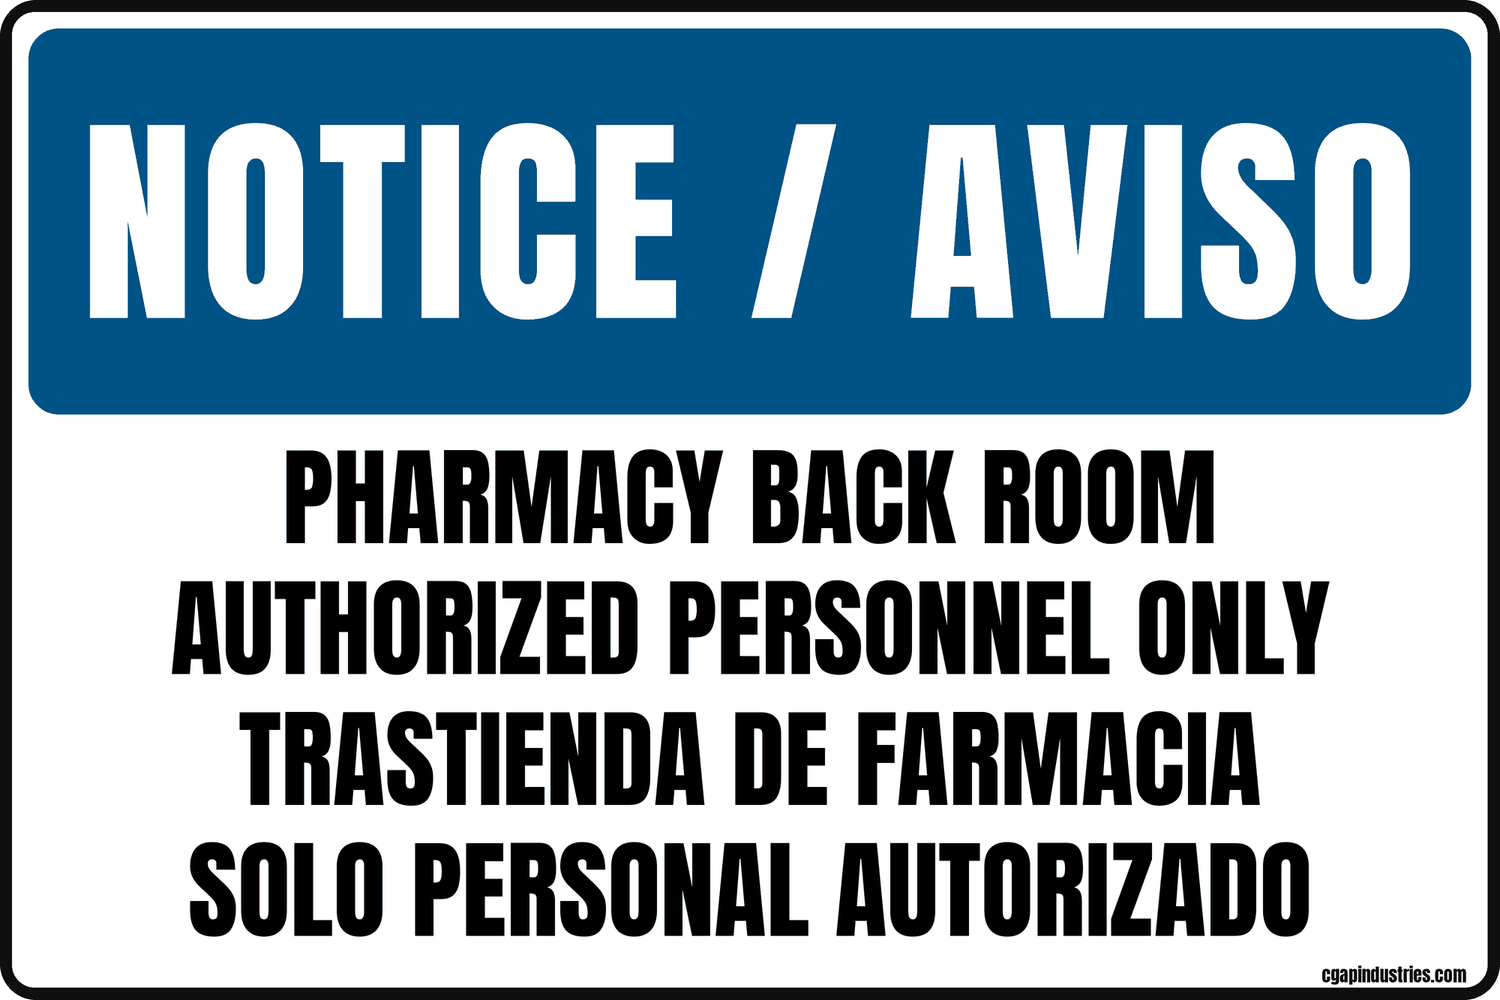 NOTICE / AVISO
PHARMACY BACK ROOM
AUTHORIZED PERSONNEL ONLY
TRASTIENDA DE FARMACIA
SOLO PERSONAL AUTORIZADO
cgapindustries.com